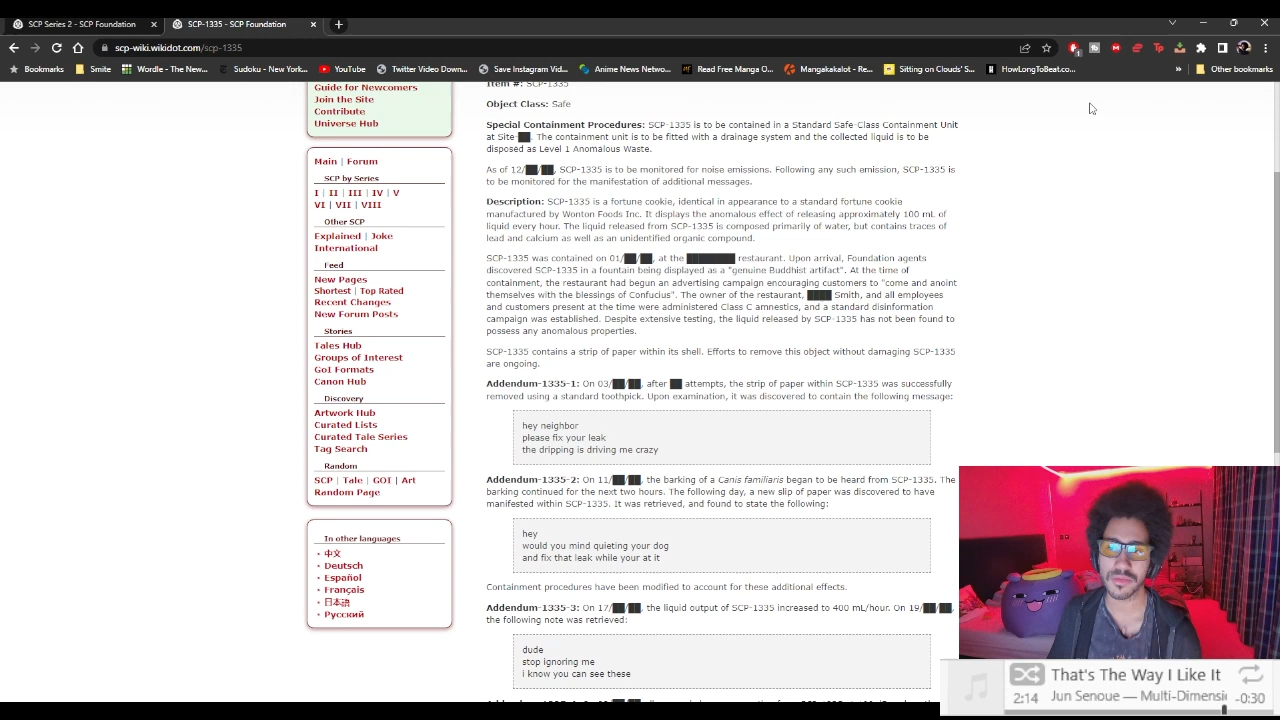 SCP Series 2 - SCP Foundation
SCP-1335 - SCP Foundation
scp-wiki.wikidot.com/scp-1335
Bookmarks
Smite
Wordle - The New...
Sudoku - New York...
YouTube
Twitter Video Down...
Save Instagram Vid...
Anime News Netwo...
Read Free Manga O...
Mangakakalot - Re...
Sitting on Clouds' S...
HowLongToBeat.co...
»
Other bookmarks
Guide for Newcomers
Join the Site
Contribute
Universe Hub
Main | Forum
SCP by Series
I | II | III | IV | V
VI | VII | VIII
Other SCP
Explained | Joke
International
Feed
New Pages
Shortest | Top Rated
Recent Changes
New Forum Posts
Stories
Tales Hub
Groups of Interest
GoI Formats
Canon Hub
Discovery
Artwork Hub
Curated Lists
Curated Tale Series
Tag Search
Random
SCP | Tale | GOI | Art
Random Page
In other languages
中文
Deutsch
Español
Français
日本語
Русский
Item #: SCP-1335
Object Class: Safe
Special Containment Procedures: SCP-1335 is to be contained in a Standard Safe-Class Containment Unit
at Site-██. The containment unit is to be fitted with a drainage system and the collected liquid is to be
disposed as Level 1 Anomalous Waste.
As of 12/██/██, SCP-1335 is to be monitored for noise emissions. Following any such emission, SCP-1335 is
to be monitored for the manifestation of additional messages.
Description: SCP-1335 is a fortune cookie, identical in appearance to a standard fortune cookie
manufactured by Wonton Foods Inc. It displays the anomalous effect of releasing approximately 100 mL of
liquid every hour. The liquid released from SCP-1335 is composed primarily of water, but contains traces of
lead and calcium as well as an unidentified organic compound.
SCP-1335 was contained on 01/██/██, at the ████████ restaurant. Upon arrival, Foundation agents
discovered SCP-1335 in a fountain being displayed as a "genuine Buddhist artifact". At the time of
containment, the restaurant had begun an advertising campaign encouraging customers to "come and anoint
themselves with the blessings of Confucius". The owner of the restaurant, ████ Smith, and all employees
and customers present at the time were administered Class C amnestics, and a standard disinformation
campaign was established. Despite extensive testing, the liquid released by SCP-1335 has not been found to
possess any anomalous properties.
SCP-1335 contains a strip of paper within its shell. Efforts to remove this object without damaging SCP-1335
are ongoing.
Addendum-1335-1: On 03/██/██, after ██ attempts, the strip of paper within SCP-1335 was successfully
removed using a standard toothpick. Upon examination, it was discovered to contain the following message:
hey neighbor
please fix your leak
the dripping is driving me crazy
Addendum-1335-2: On 11/██/██, the barking of a Canis familiaris began to be heard from SCP-1335. The
barking continued for the next two hours. The following day, a new slip of paper was discovered to have
manifested within SCP-1335. It was retrieved, and found to state the following:
hey
would you mind quieting your dog
and fix that leak while your at it
Containment procedures have been modified to account for these additional effects.
Addendum-1335-3: On 17/██/██, the liquid output of SCP-1335 increased to 400 mL/hour. On 19/██/██,
the following note was retrieved:
dude
stop ignoring me
i know you can see these
That's The Way I Like It
2:14
Jun Senoue — Multi-Dimensi
-0:30